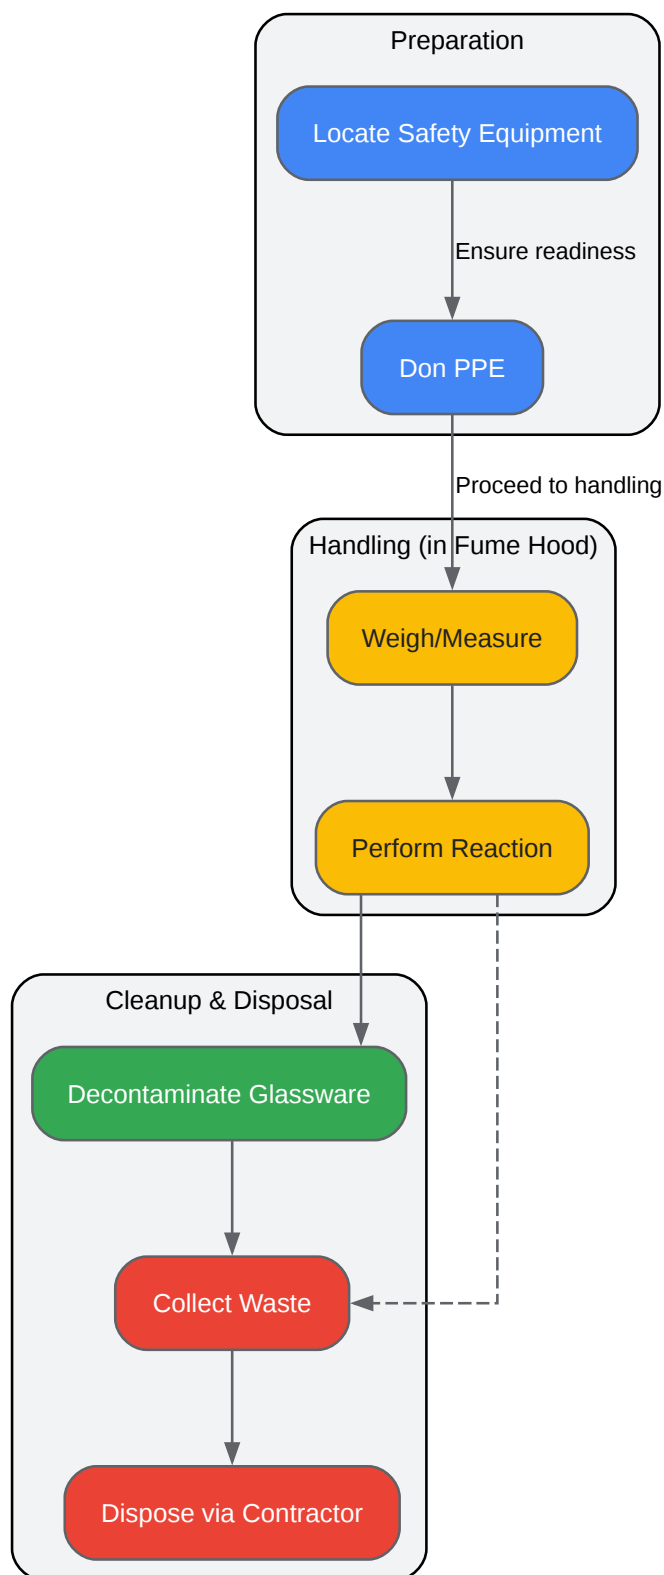 Preparation
Locate Safety Equipment
Ensure readiness
Don PPE
Proceed to handling
Handling (in Fume Hood)
Weigh/Measure
Perform Reaction
Cleanup & Disposal
Decontaminate Glassware
Collect Waste
Dispose via Contractor